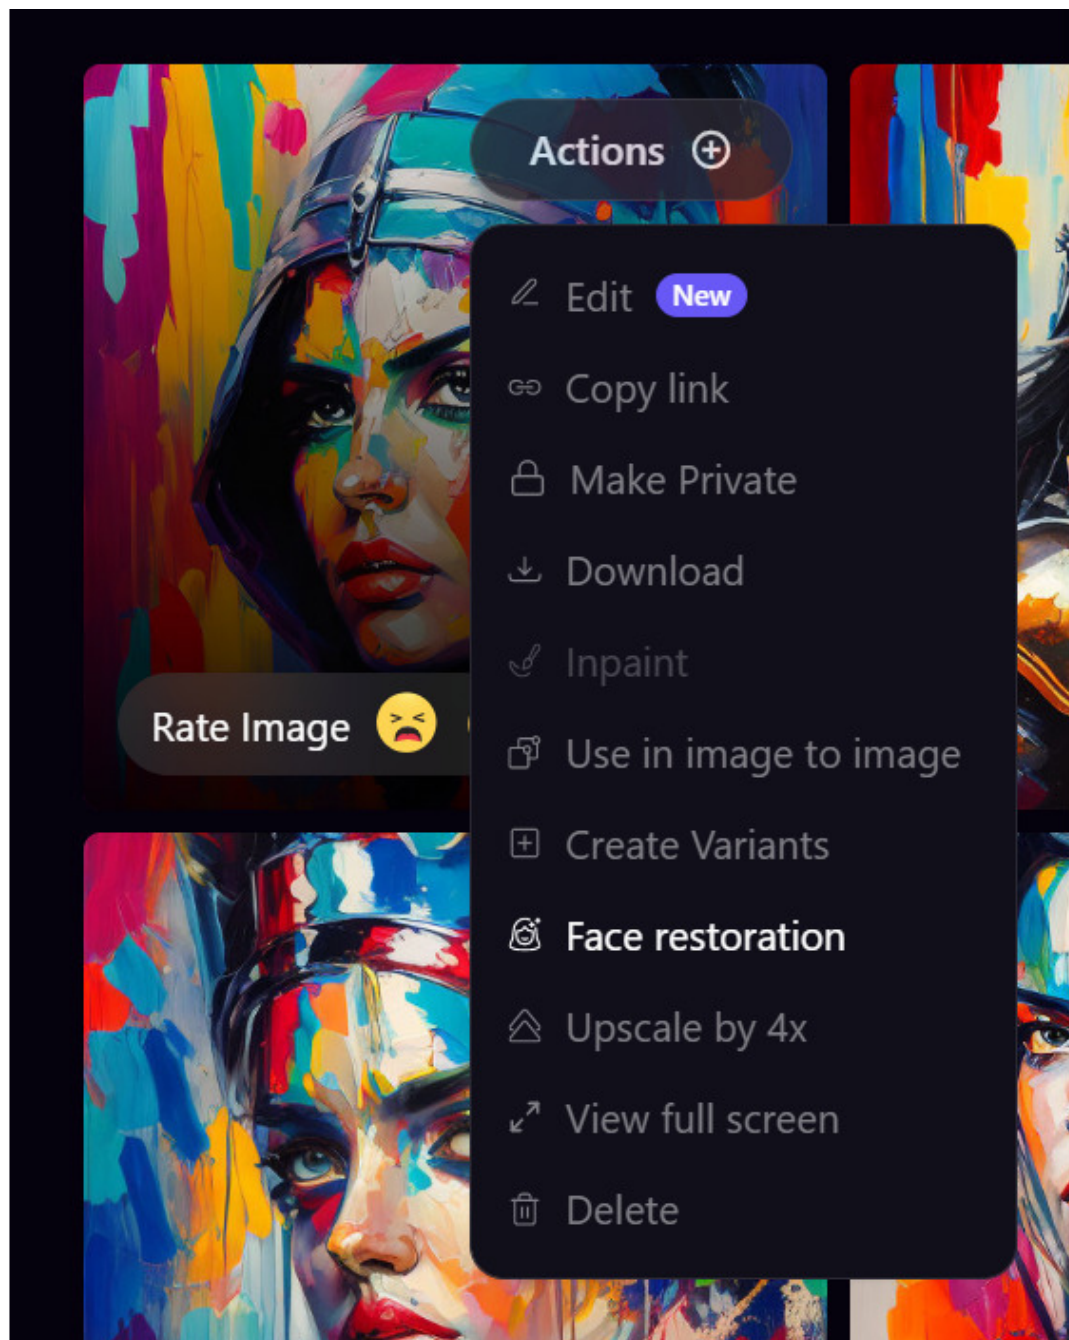 Actions
Edit New
Copy link
Make Private
Download
Inpaint
Rate Image
Use in image to image
Create Variants
Face restoration
Upscale by 4x
View full screen
Delete